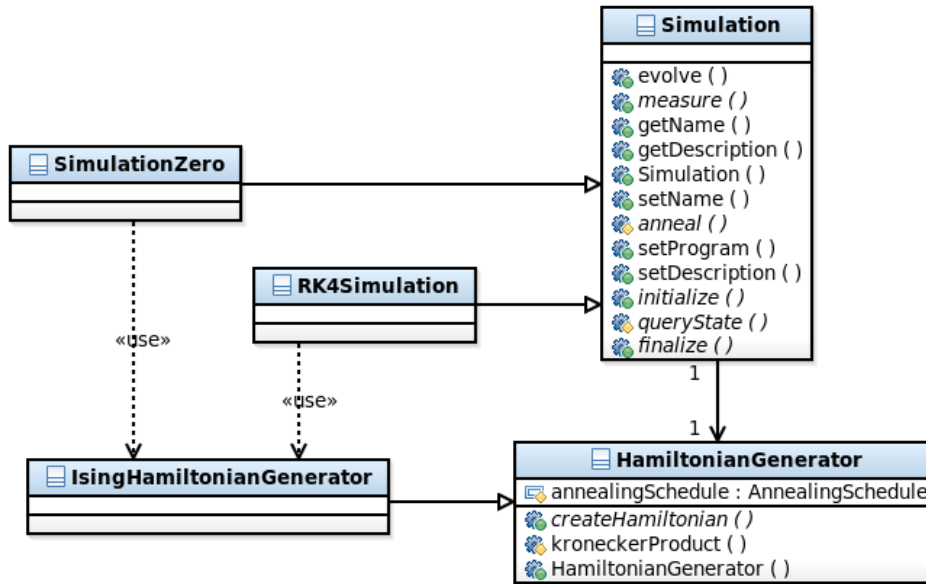 Simulation
evolve ( )
measure ( )
getName ( )
getDescription ( )
Simulation ( )
setName ( )
anneal ( )
setProgram ( )
setDescription ( )
initialize ( )
queryState ( )
finalize ( )
SimulationZero
RK4Simulation
«use»
«use»
1
1
IsingHamiltonianGenerator
HamiltonianGenerator
annealingSchedule : AnnealingSchedule
createHamiltonian ( )
kroneckerProduct ( )
HamiltonianGenerator ( )